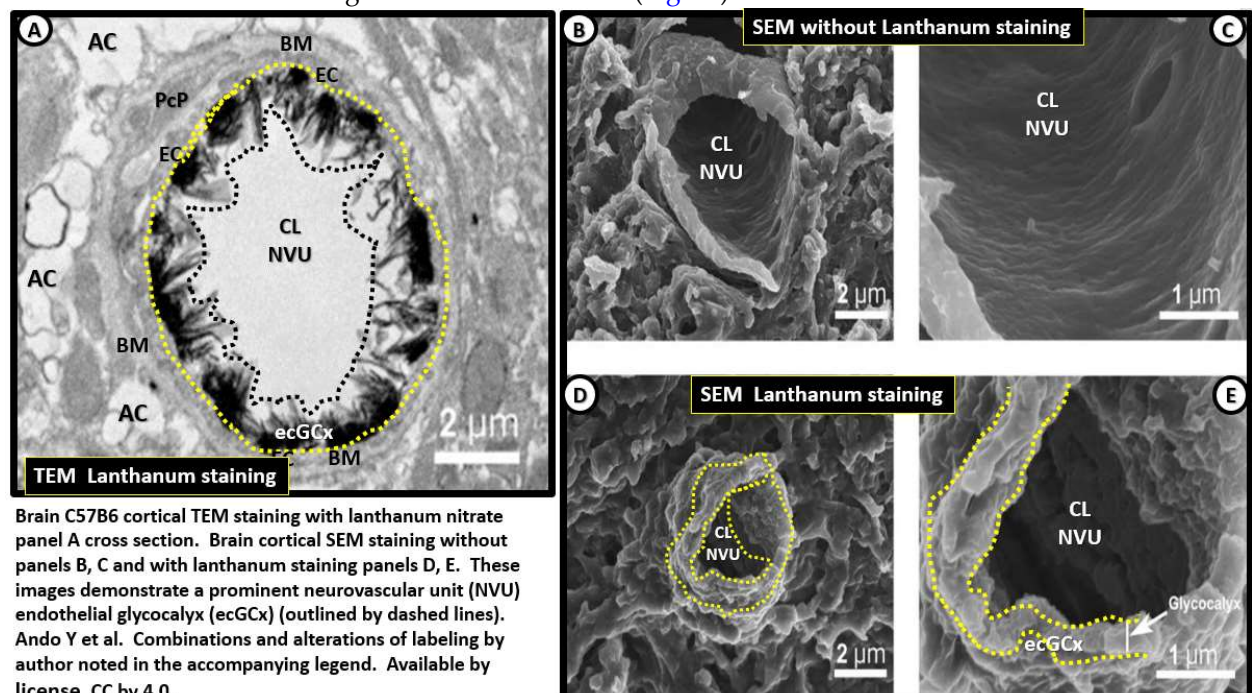 A
AC
BM
EC
PcP
EC
CL
NVU
AC
BM
AC
ecGCx
BM
2 µm
TEM Lanthanum staining
SEM without Lanthanum staining
B
CL
NVU
2 µm
C
CL
NVU
1 µm
SEM Lanthanum staining
D
CL
NVU
2 µm
E
CL
NVU
Glycocalyx
ecGCx
1 µm
Brain C57B6 cortical TEM staining with lanthanum nitrate
panel A cross section. Brain cortical SEM staining without
panels B, C and with lanthanum staining panels D, E. These
images demonstrate a prominent neurovascular unit (NVU)
endothelial glycocalyx (ecGCx) (outlined by dashed lines).
Ando Y et al. Combinations and alterations of labeling by
author noted in the accompanying legend. Available by
license CC by 4.0